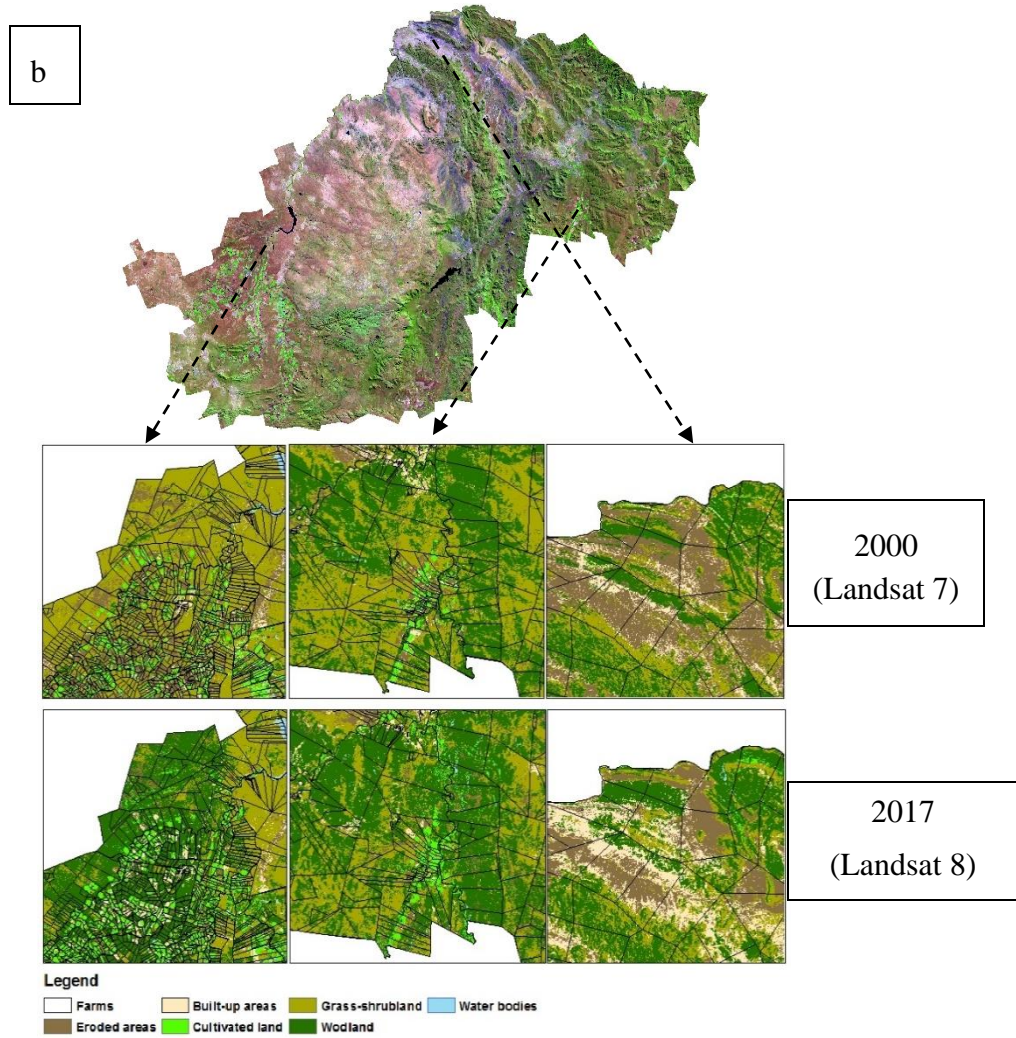 b
2000
(Landsat 7)
2017
(Landsat 8)
Legend
Farms Built-up areas Grass-shrubland Water bodies
Eroded areas Cultivated land Wodland